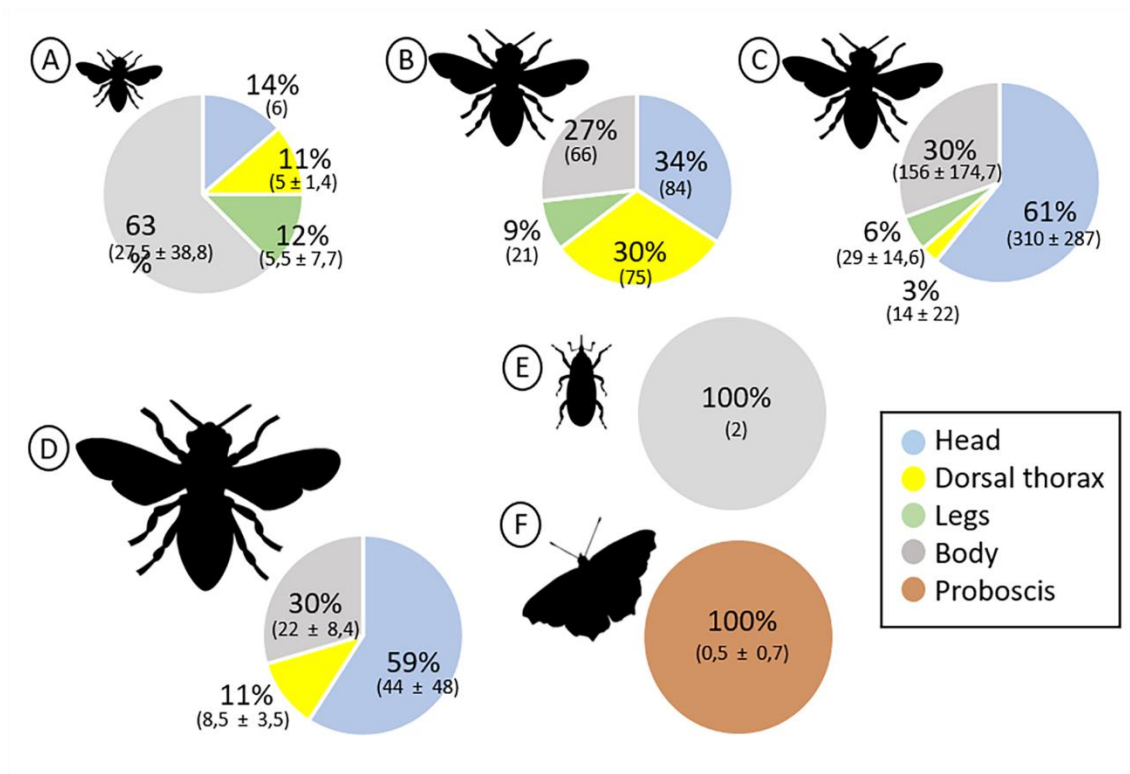 A
14%
(6)
11%
(5 ± 1,4)
12%
(5,5 ± 7,7)
63
%
(27,5 ± 38,8)
B
34%
(84)
30%
(75)
9%
(21)
27%
(66)
C
61%
(310 ± 287)
3%
(14 ± 22)
6%
(29 ± 14,6)
30%
(156 ± 174,7)
D
59%
(44 ± 48)
11%
(8,5 ± 3,5)
30%
(22 ± 8,4)
E
100%
(2)
F
100%
(0,5 ± 0,7)
Head
Dorsal thorax
Legs
Body
Proboscis